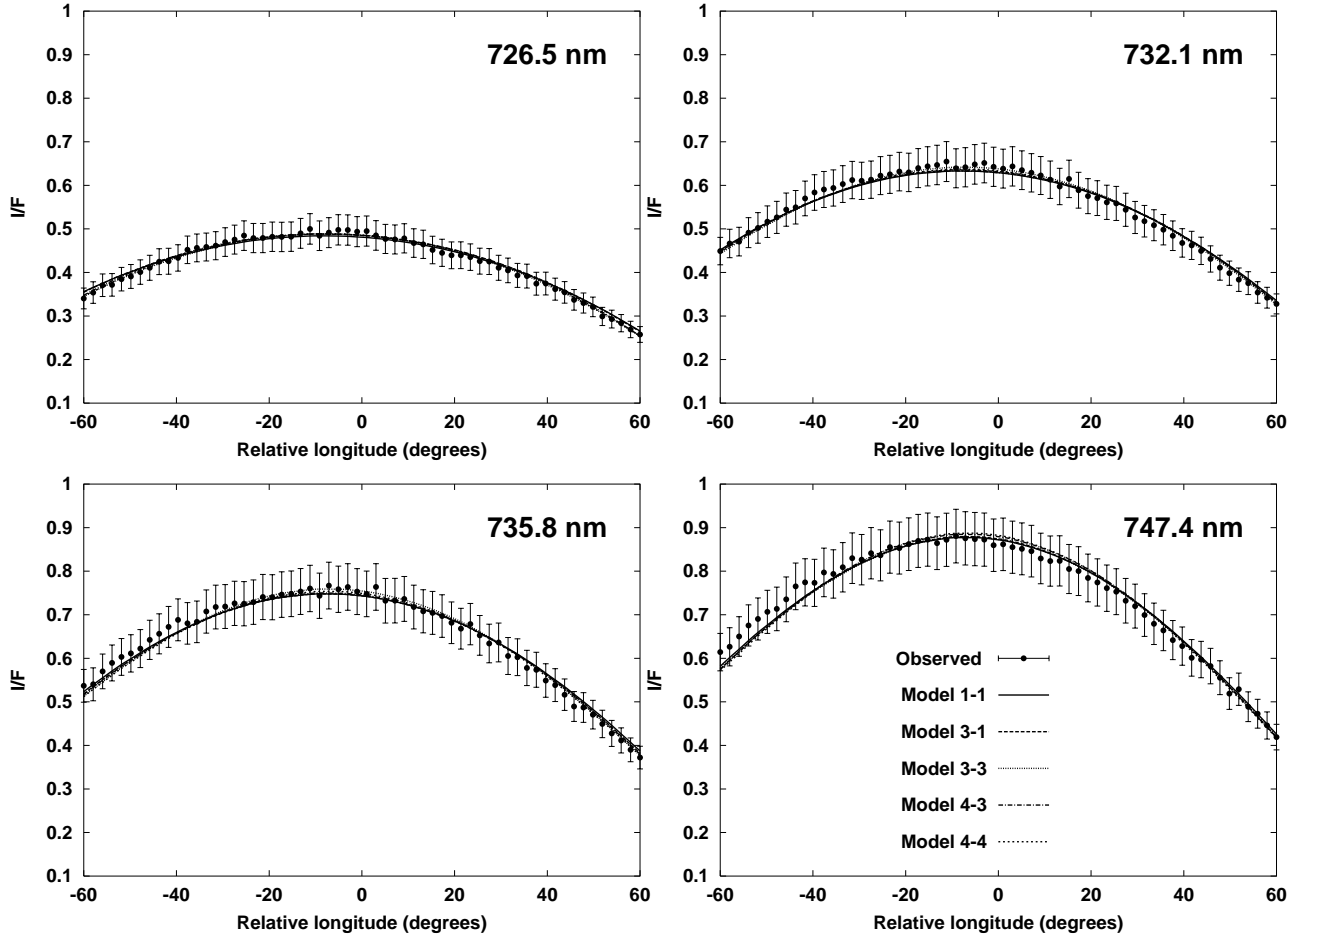 726.5 nm
I/F
1
0.9
0.8
0.7
0.6
0.5
0.4
0.3
0.2
0.1
-60 -40 -20 0 20 40 60
Relative longitude (degrees)
732.1 nm
I/F
1
0.9
0.8
0.7
0.6
0.5
0.4
0.3
0.2
0.1
-60 -40 -20 0 20 40 60
Relative longitude (degrees)
735.8 nm
I/F
1
0.9
0.8
0.7
0.6
0.5
0.4
0.3
0.2
0.1
-60 -40 -20 0 20 40 60
Relative longitude (degrees)
747.4 nm
I/F
1
0.9
0.8
0.7
0.6
0.5
0.4
0.3
0.2
0.1
-60 -40 -20 0 20 40 60
Relative longitude (degrees)
Observed
Model 1-1
Model 3-1
Model 3-3
Model 4-3
Model 4-4